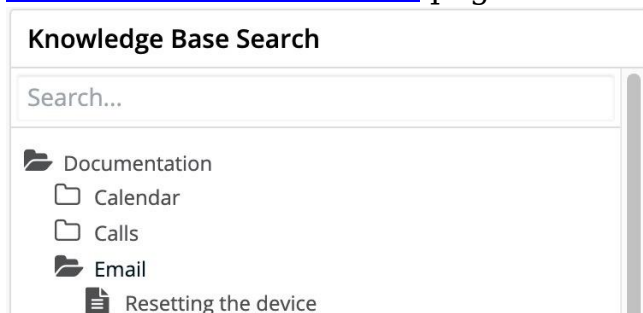 Knowledge Base Search
Search...
Documentation
Calendar
Calls
Email
Resetting the device